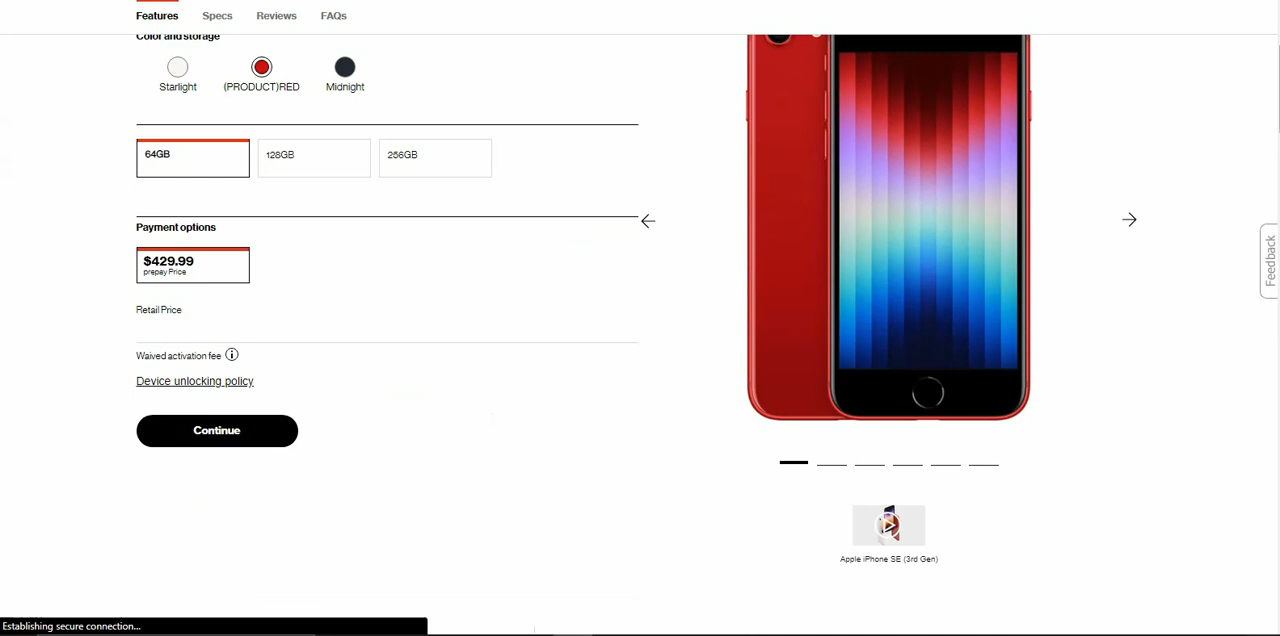 Features Specs Reviews FAQs
Color and storage
Starlight (PRODUCT)RED Midnight
64GB 128GB 256GB
Payment options
$429.99
prepay Price
Retail Price
Waived activation fee
Device unlocking policy
Continue
Apple iPhone SE (3rd Gen)
Feedback
Establishing secure connection...